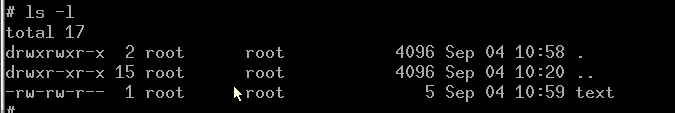 # ls -l
total 17
drwxrwxr-x  2 root     root         4096 Sep 04 10:58 .
drwxr-xr-x 15 root     root         4096 Sep 04 10:20 ..
-rw-rw-r--  1 root     root            5 Sep 04 10:59 text
#